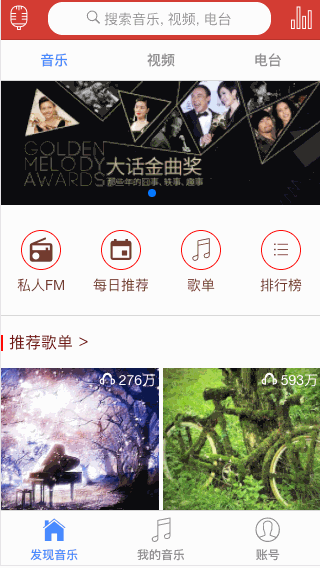 搜索音乐, 视频, 电台
音乐 视频 电台
GOLDEN
MELODY
AWARDS
大话金曲奖
那些年的囧事、轶事、趣事
私人FM 每日推荐 歌单 排行榜
推荐歌单 >
276万 593万
发现音乐 我的音乐 账号